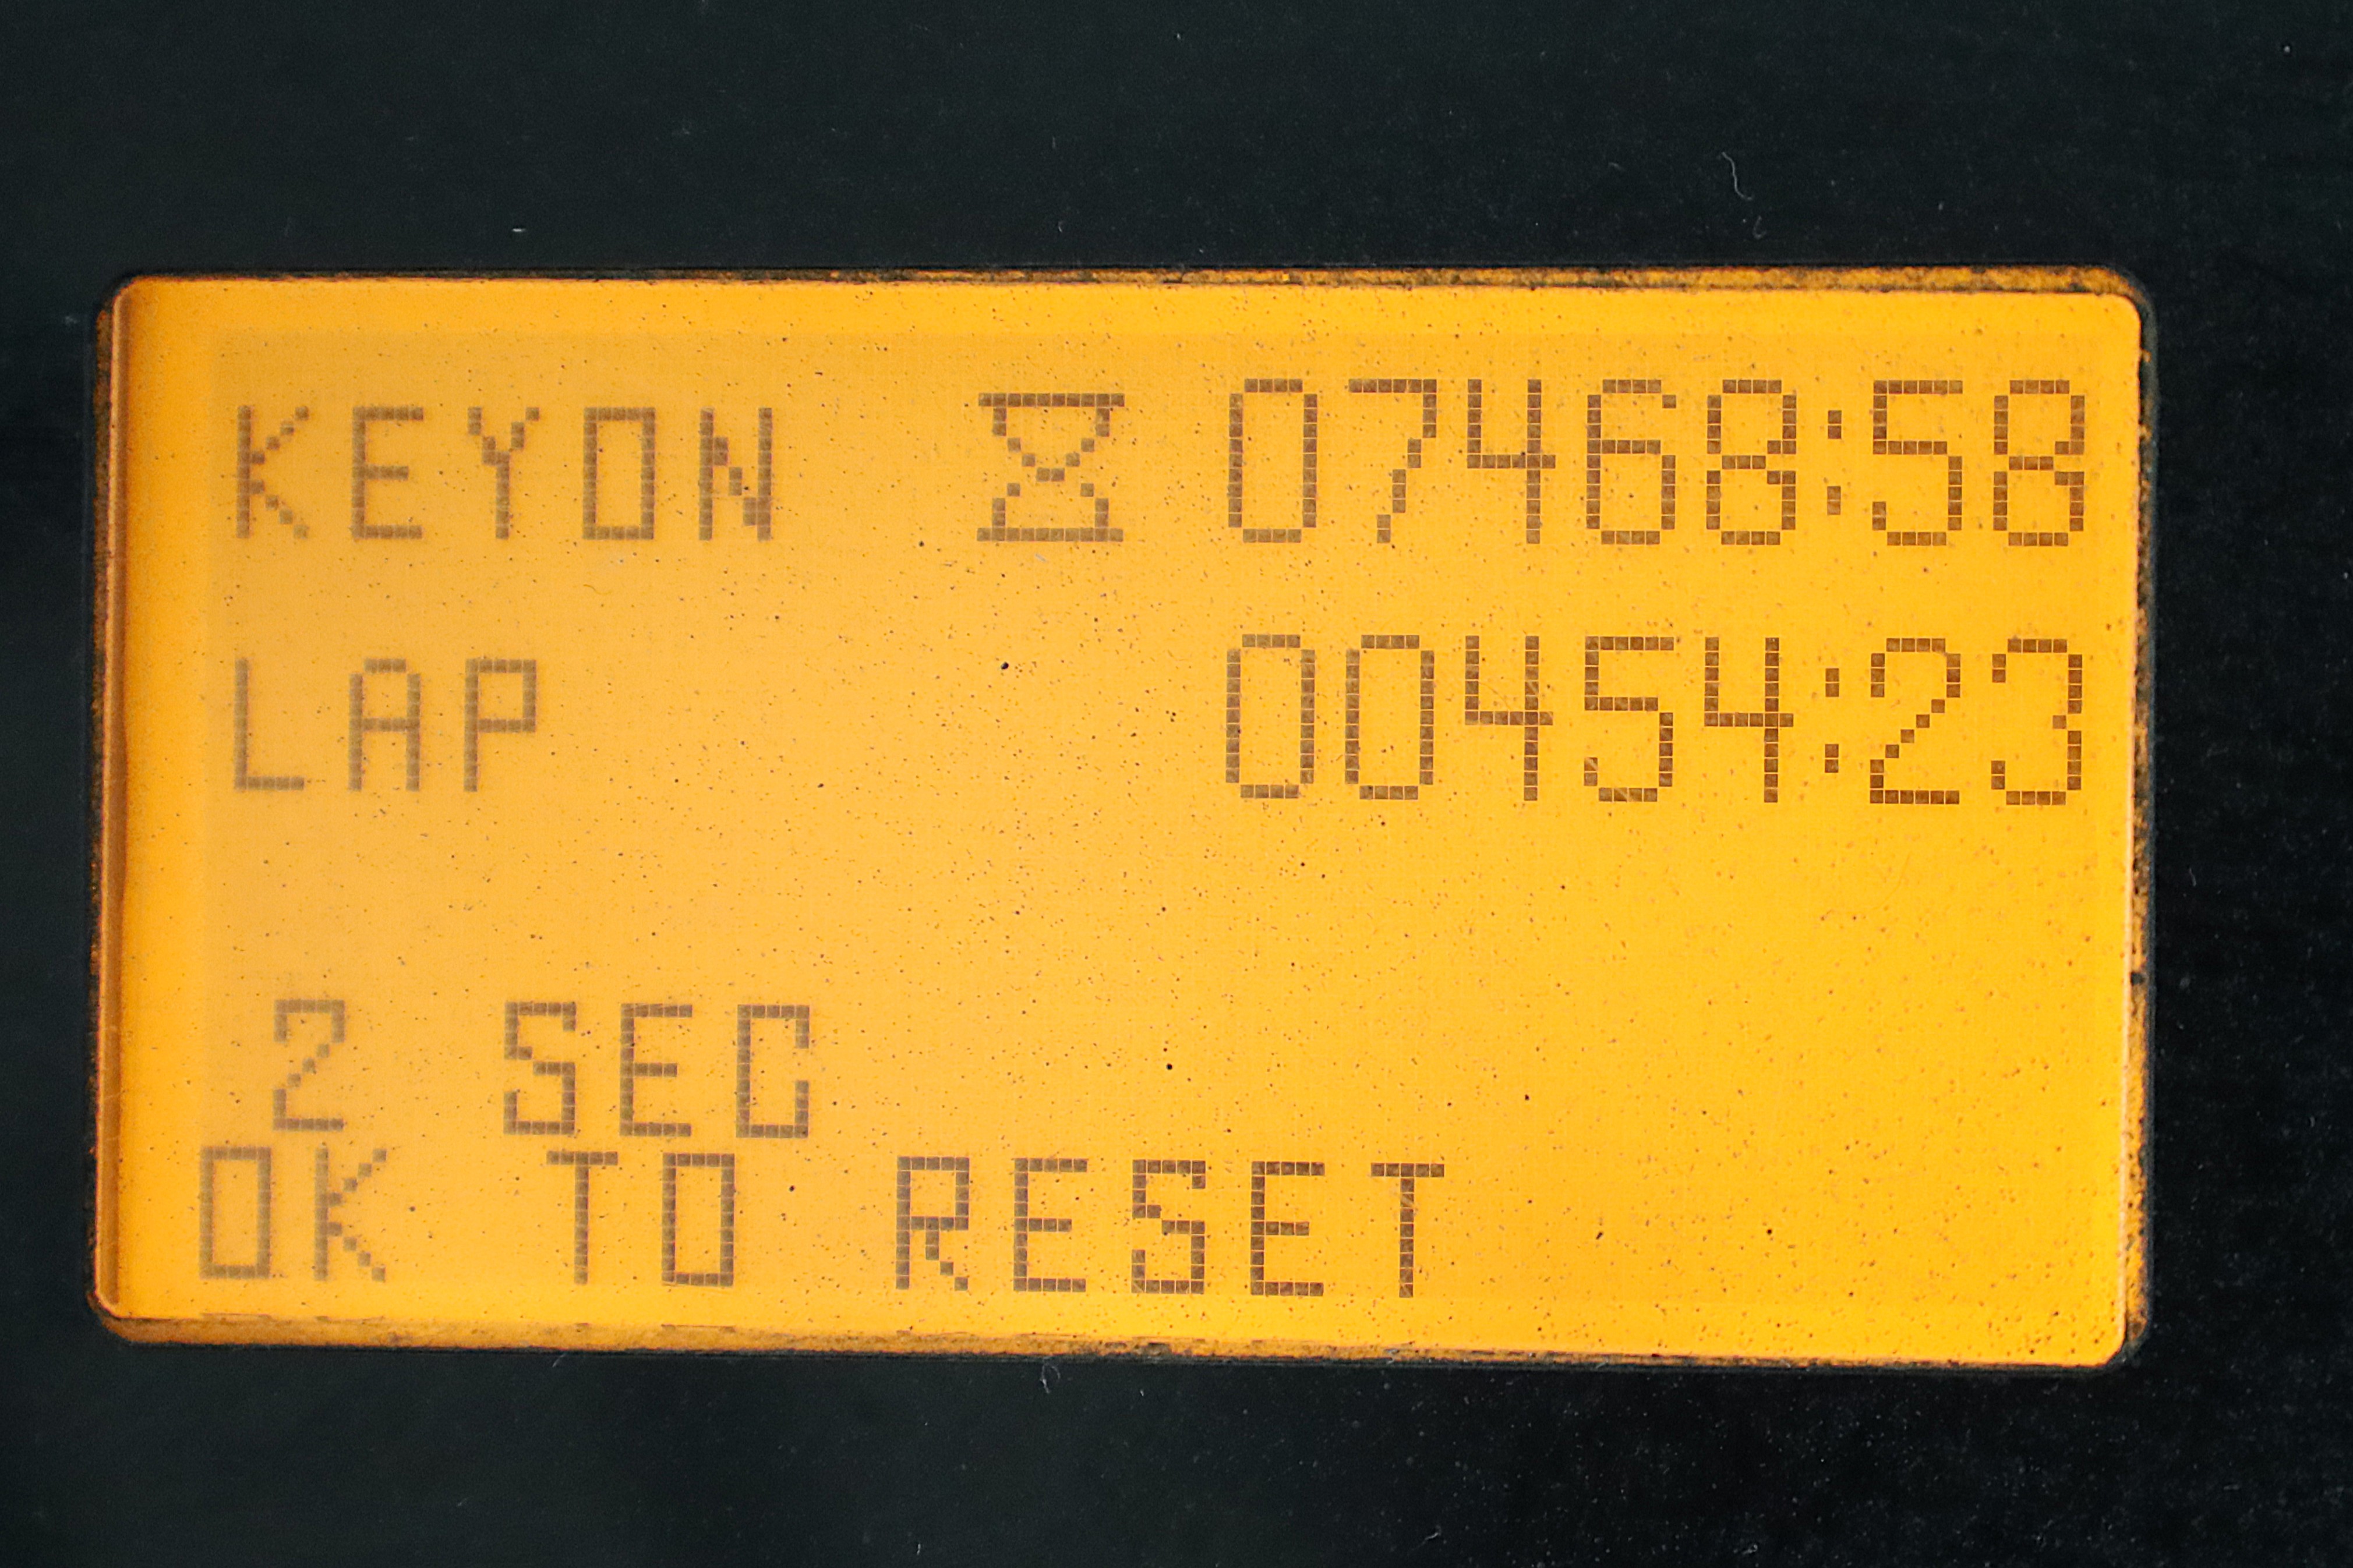 KEYON ⌛ 07468:58
LAP 00454:23
2 SEC
OK TO RESET